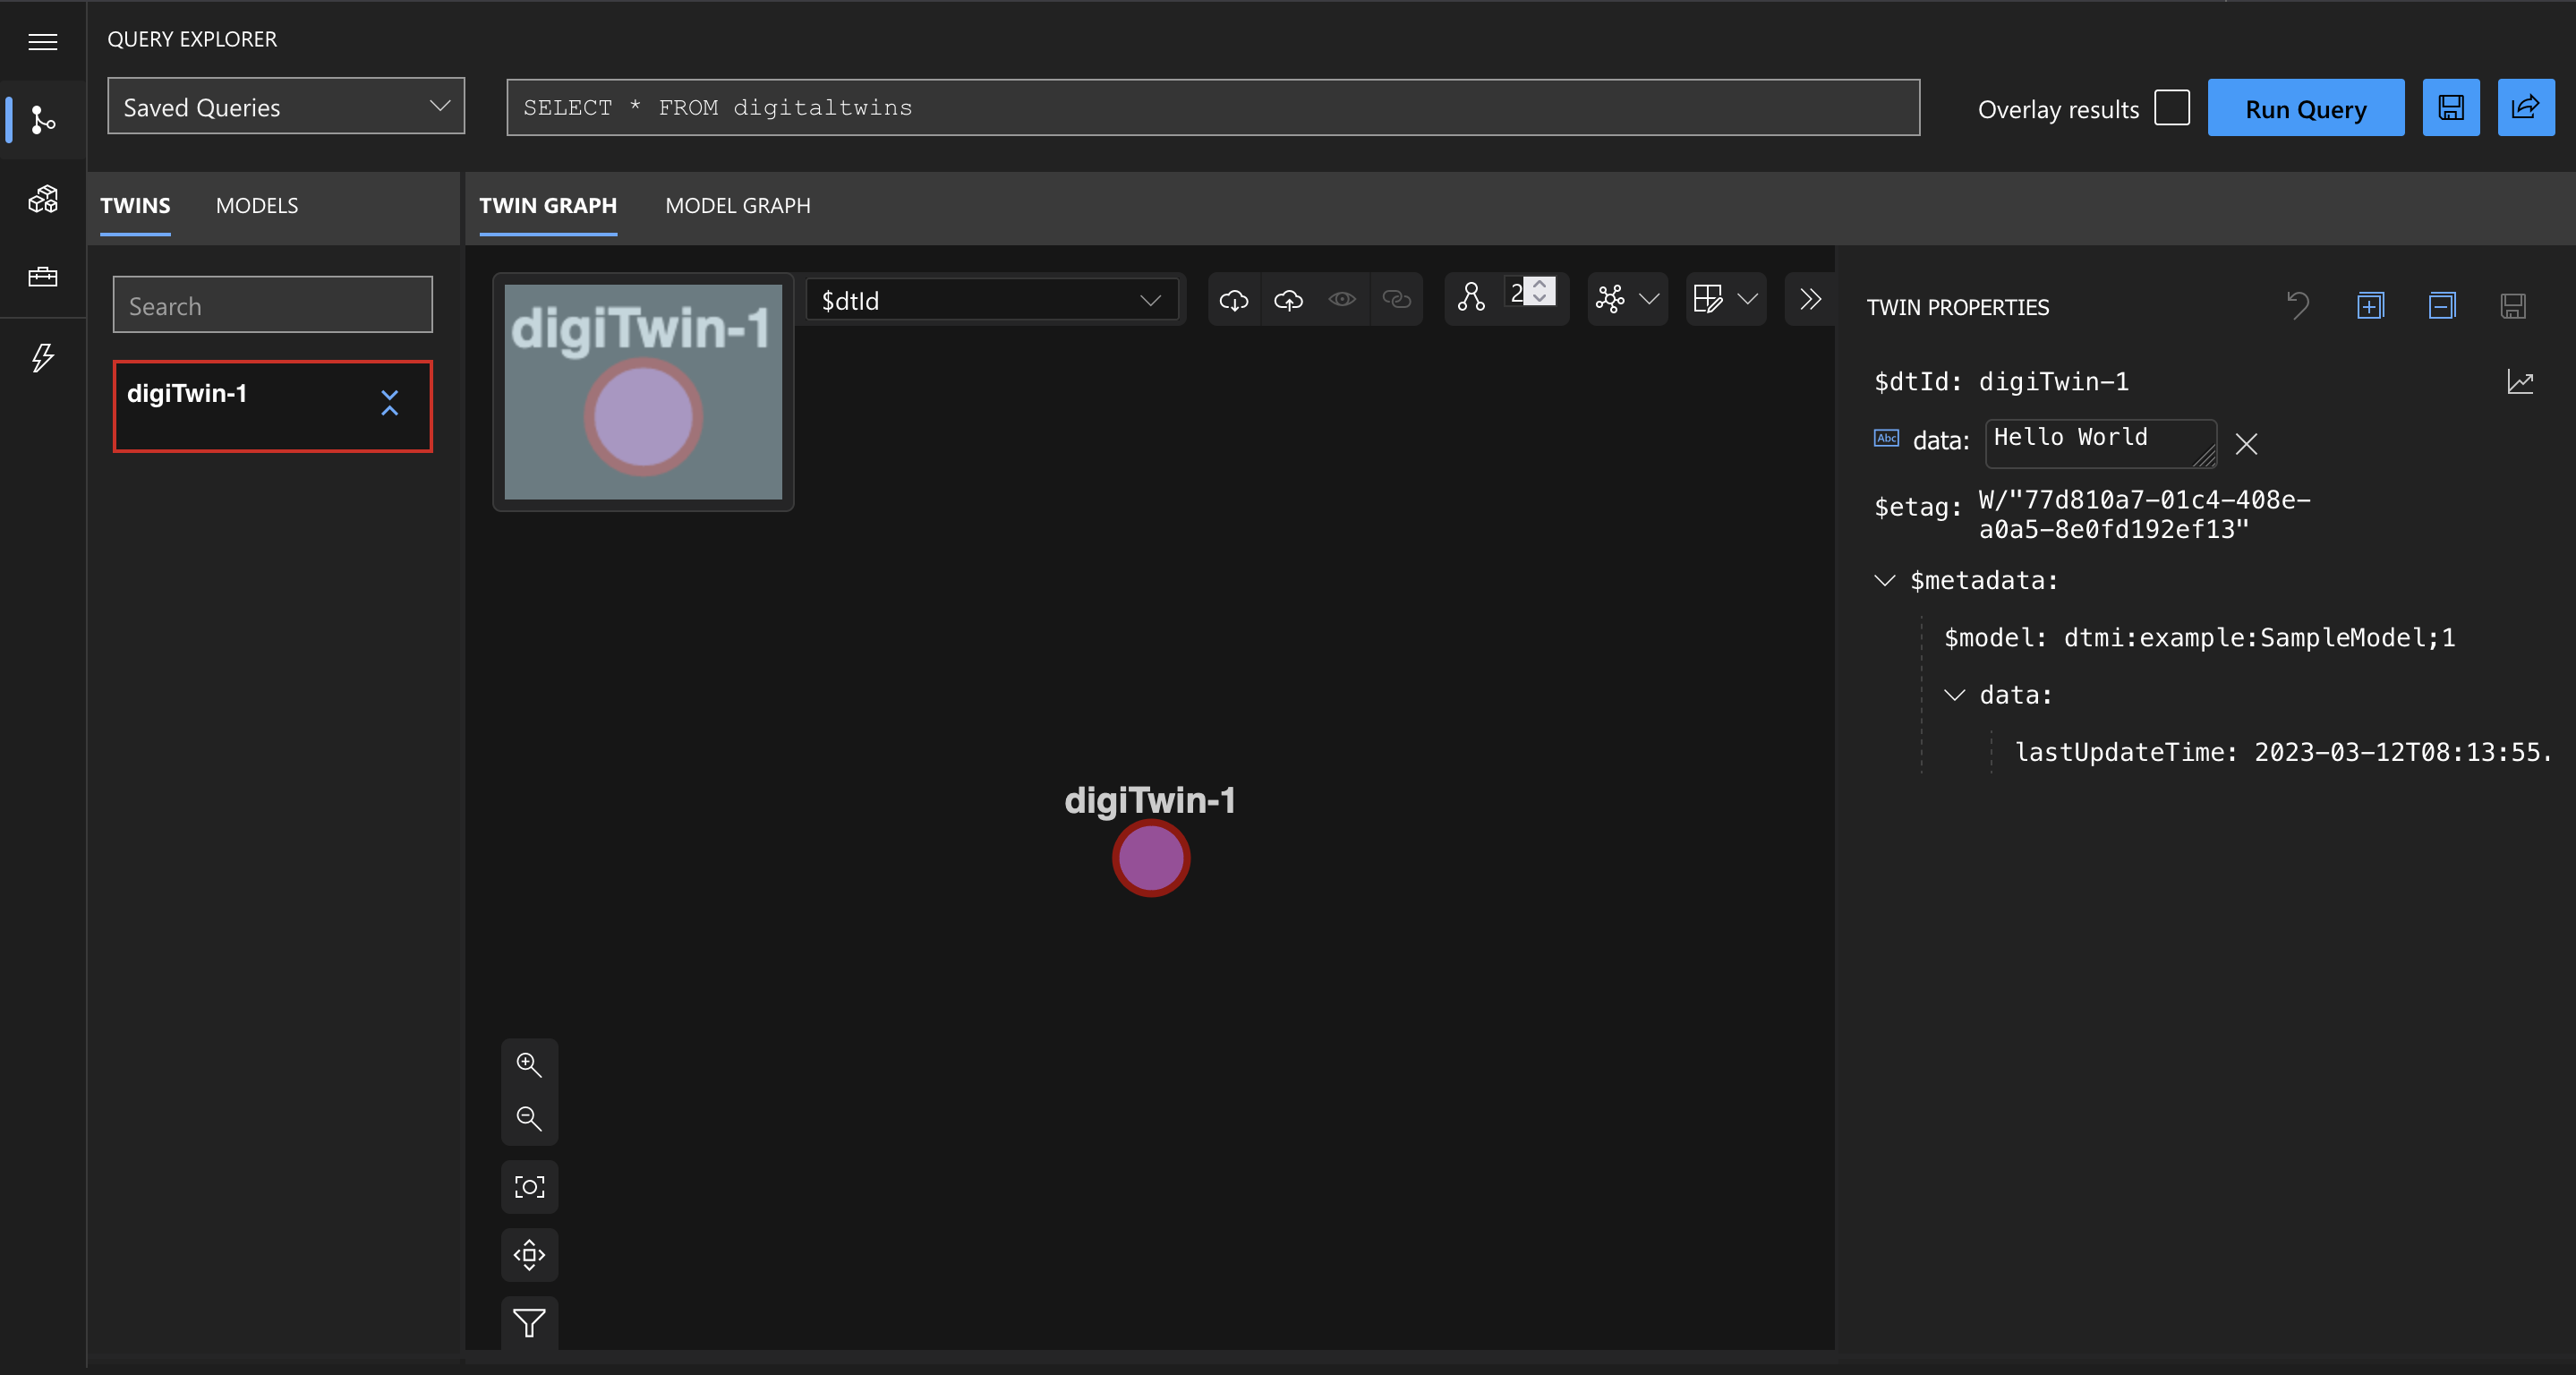 QUERY EXPLORER
Saved Queries
SELECT * FROM digitaltwins
Overlay results
Run Query
TWINS
MODELS
TWIN GRAPH
MODEL GRAPH
Search
digiTwin-1
digiTwin-1
$dtId
2
digiTwin-1
TWIN PROPERTIES
$dtId: digiTwin-1
Abc data: Hello World
$etag: W/"77d810a7-01c4-408e-
a0a5-8e0fd192ef13"
$metadata:
$model: dtmi:example:SampleModel;1
data:
lastUpdateTime: 2023-03-12T08:13:55.